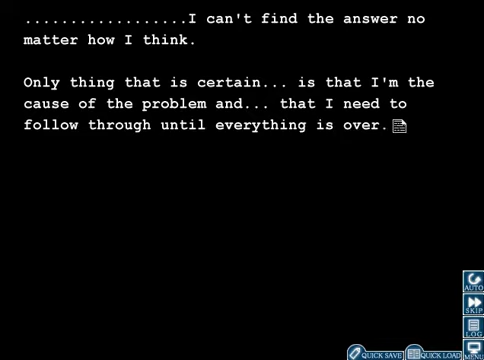 ..................I can't find the answer no
matter how I think.
Only thing that is certain... is that I'm the
cause of the problem and... that I need to
follow through until everything is over.
AUTO
SKIP
LOG
QUICK SAVE
QUICK LOAD
MENU